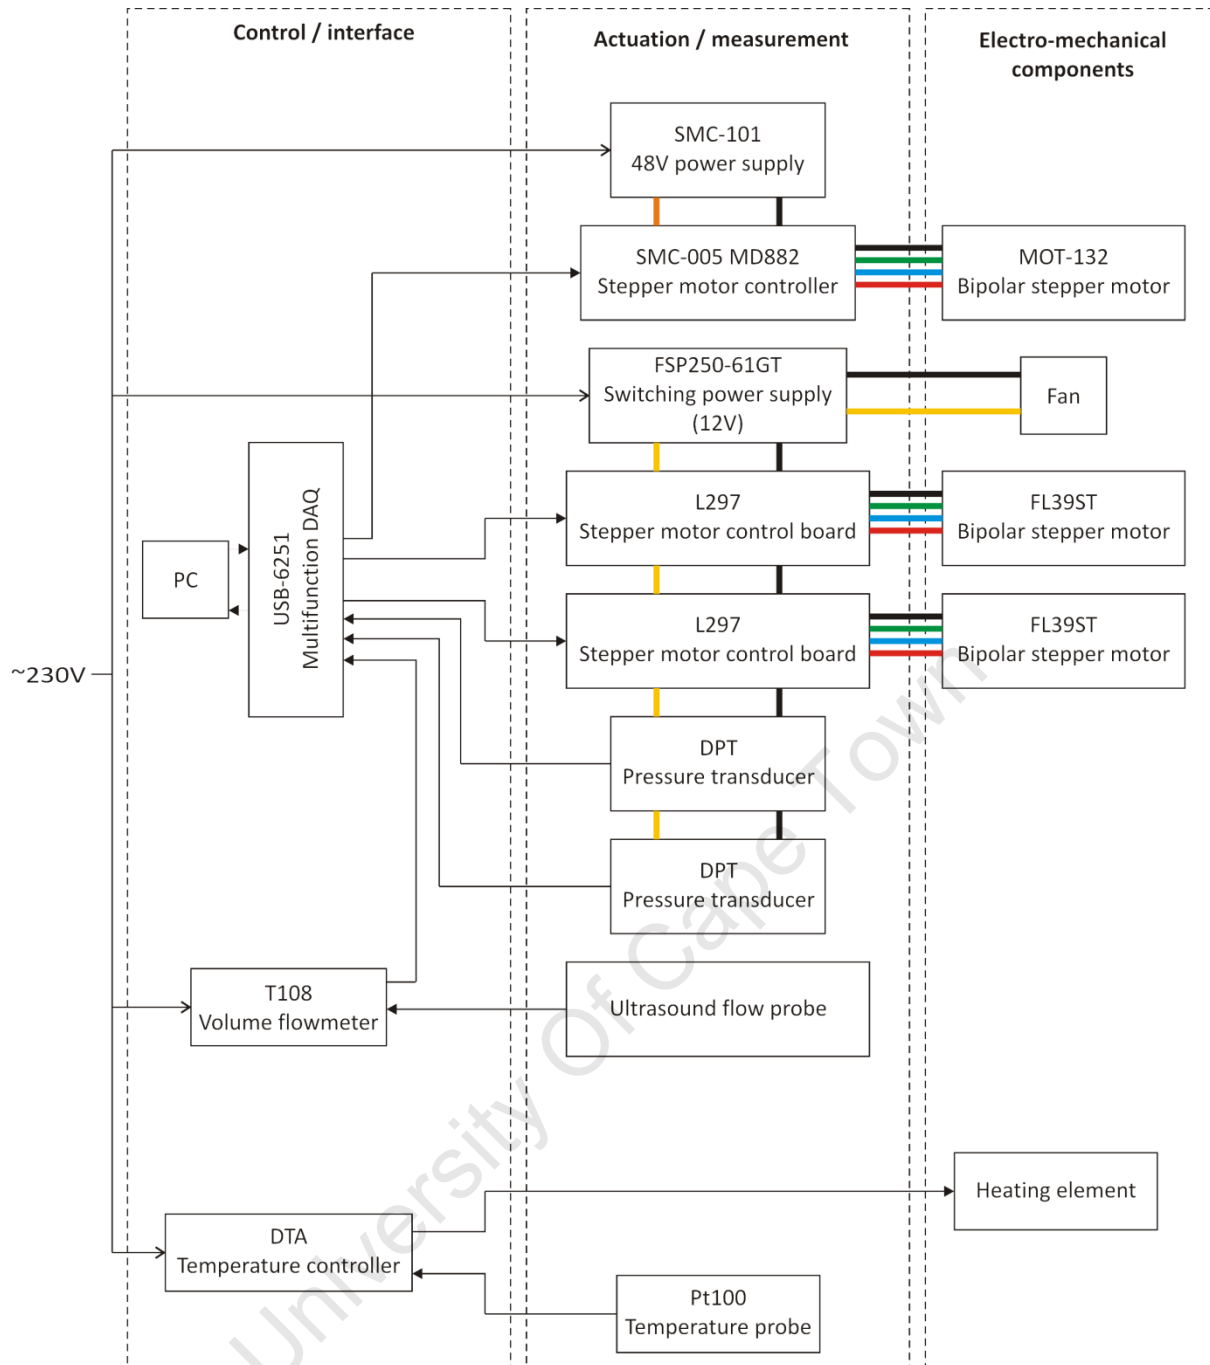 Control / interface
Actuation / measurement
Electro-mechanical
components
SMC-101
48V power supply
SMC-005 MD882
Stepper motor controller
MOT-132
Bipolar stepper motor
FSP250-61GT
Switching power supply
(12V)
Fan
L297
Stepper motor control board
FL39ST
Bipolar stepper motor
PC
USB-6251
Multifunction DAQ
L297
Stepper motor control board
FL39ST
Bipolar stepper motor
~230V
DPT
Pressure transducer
DPT
Pressure transducer
T108
Volume flowmeter
Ultrasound flow probe
Heating element
DTA
Temperature controller
Pt100
Temperature probe
University Of Cape Town